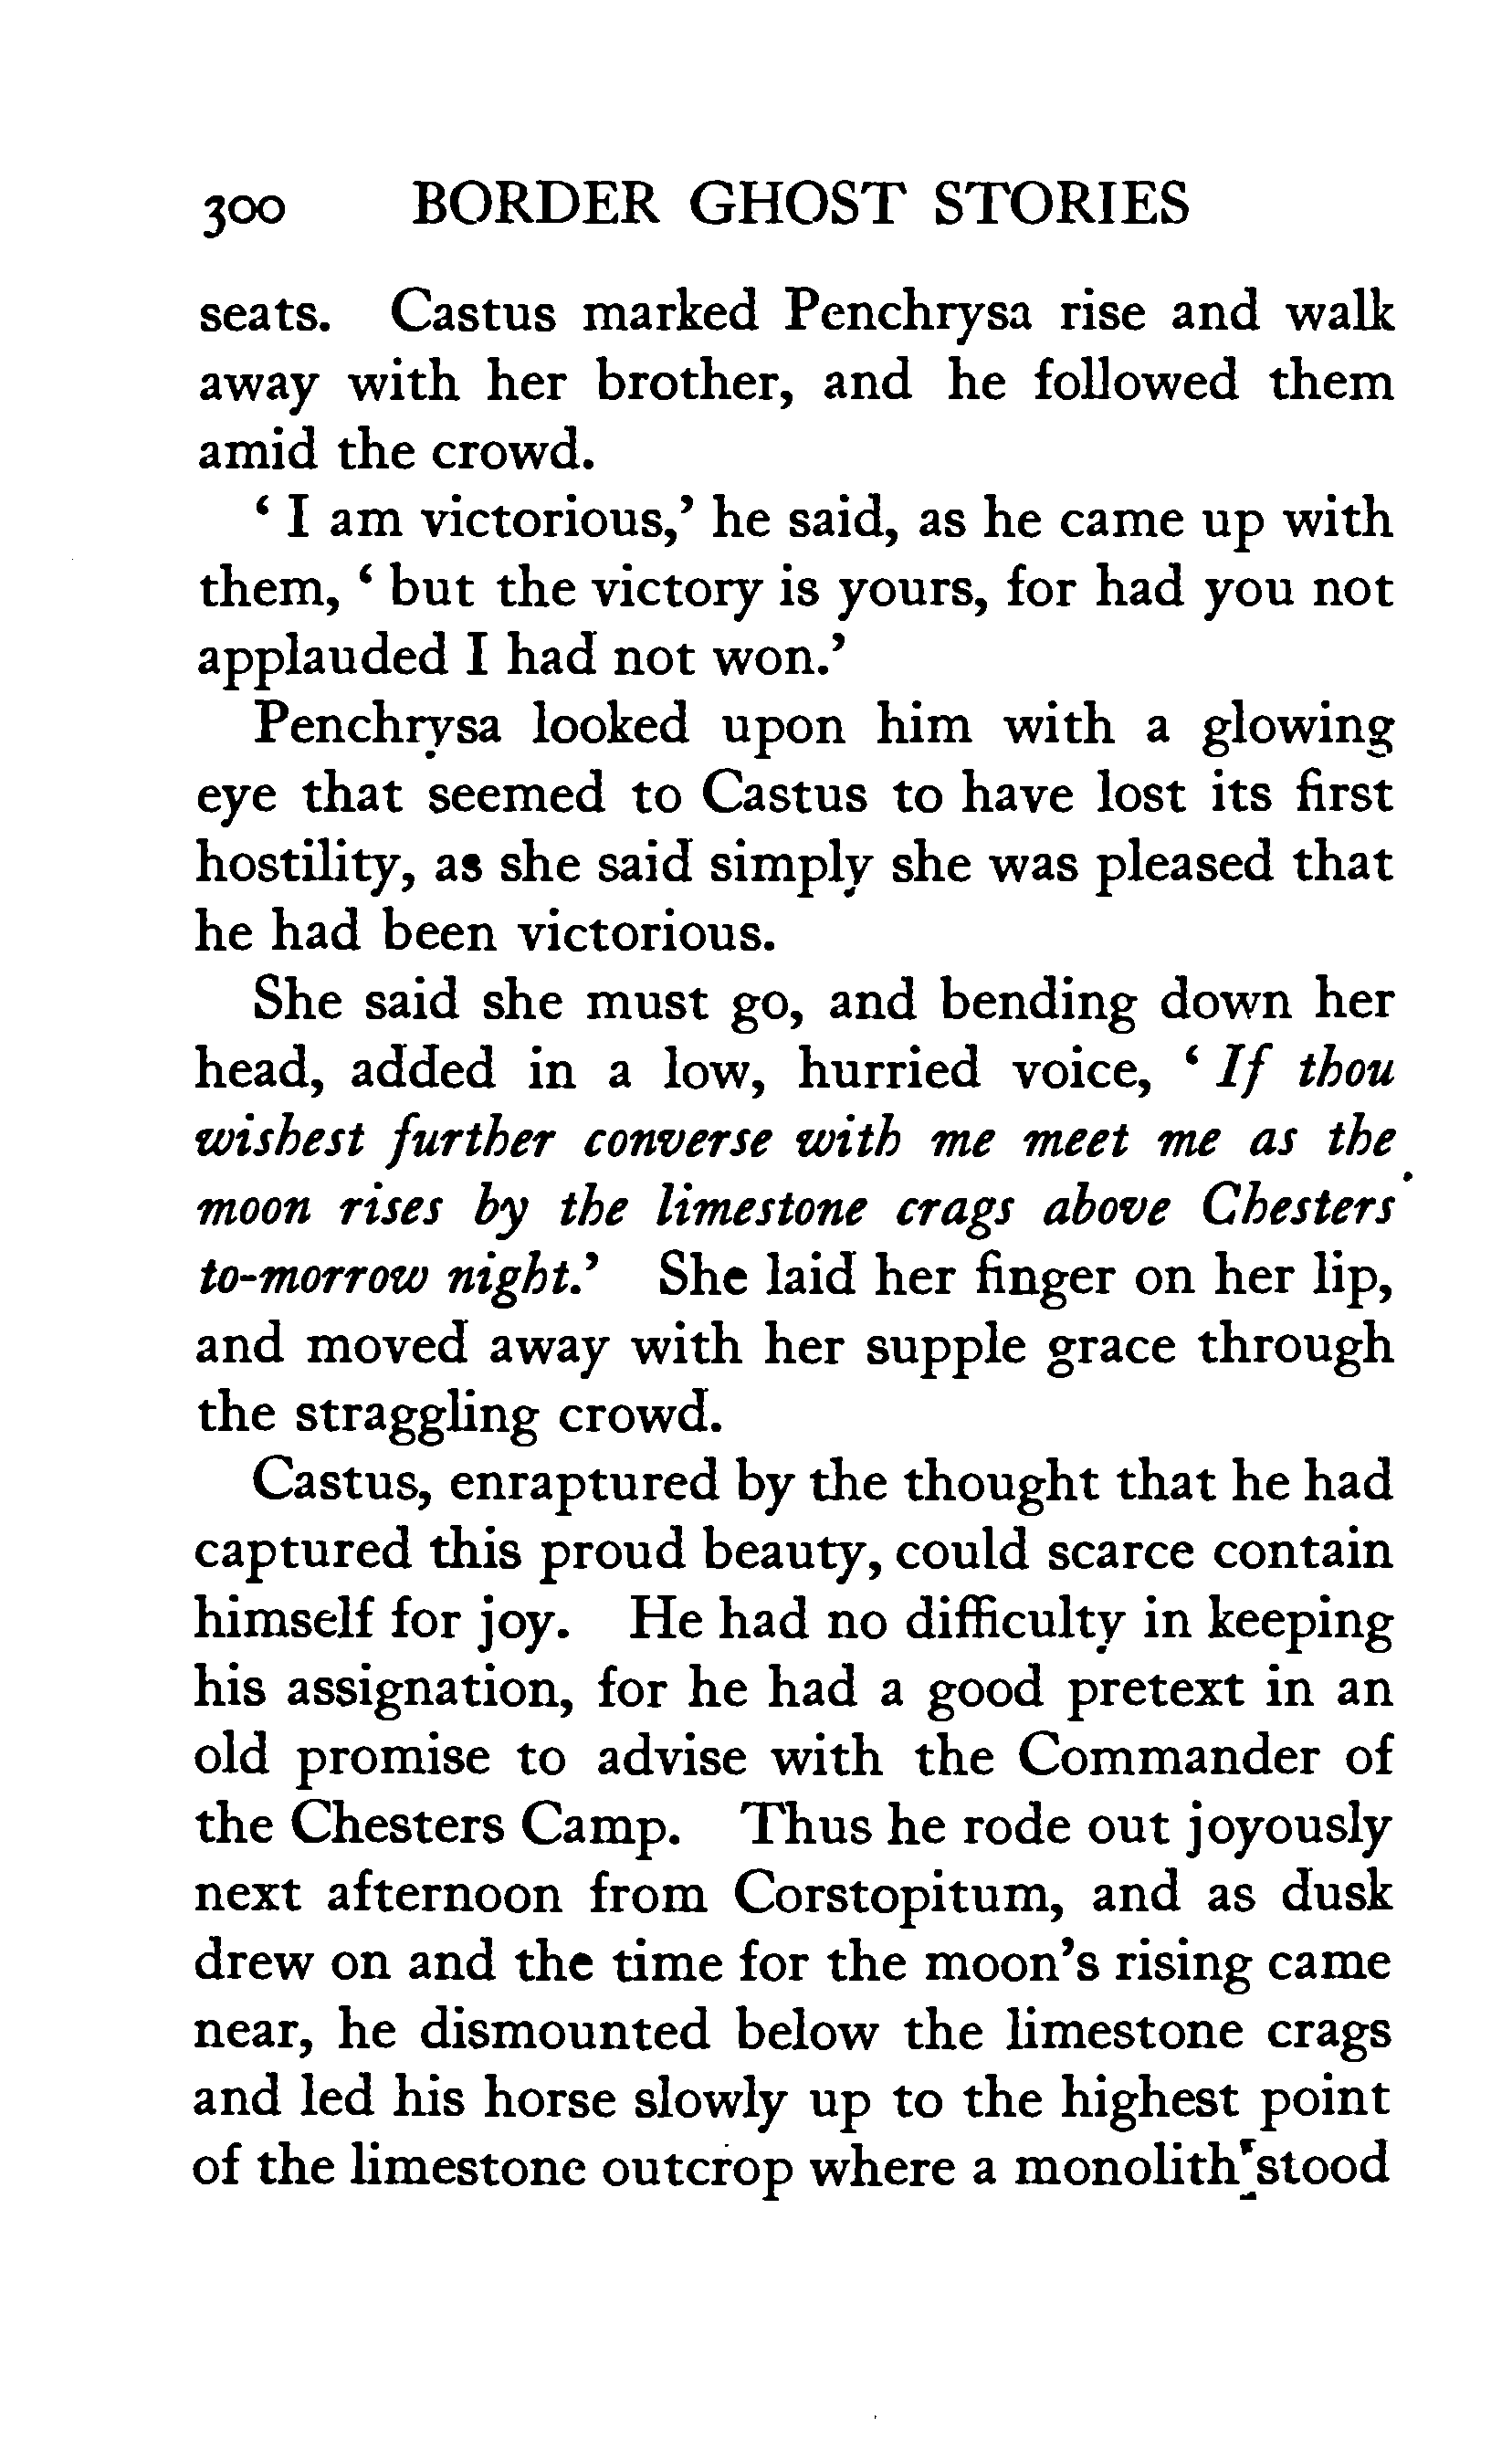 300 BORDER GHOST STORIES
seats. Castus marked Penchrysa rise and walk
away with her brother, and he followed them
amid the crowd.
‘ I am victorious,’ he said, as he came up with
them, ‘ but the victory is yours, for had you not
applauded I had not won.’
Penchrysa looked upon him with a glowing
eye that seemed to Castus to have lost its first
hostility, as she said simply she was pleased that
he had been victorious.
She said she must go, and bending down her
head, added in a low, hurried voice, ‘ If thou
wishest further converse with me meet me as the
moon rises by the limestone crags above Chesters
to-morrow night.’ She laid her finger on her lip,
and moved away with her supple grace through
the straggling crowd.
Castus, enraptured by the thought that he had
captured this proud beauty, could scarce contain
himself for joy. He had no difficulty in keeping
his assignation, for he had a good pretext in an
old promise to advise with the Commander of
the Chesters Camp. Thus he rode out joyously
next afternoon from Corstopitum, and as dusk
drew on and the time for the moon’s rising came
near, he dismounted below the limestone crags
and led his horse slowly up to the highest point
of the limestone outcrop where a monolith stood